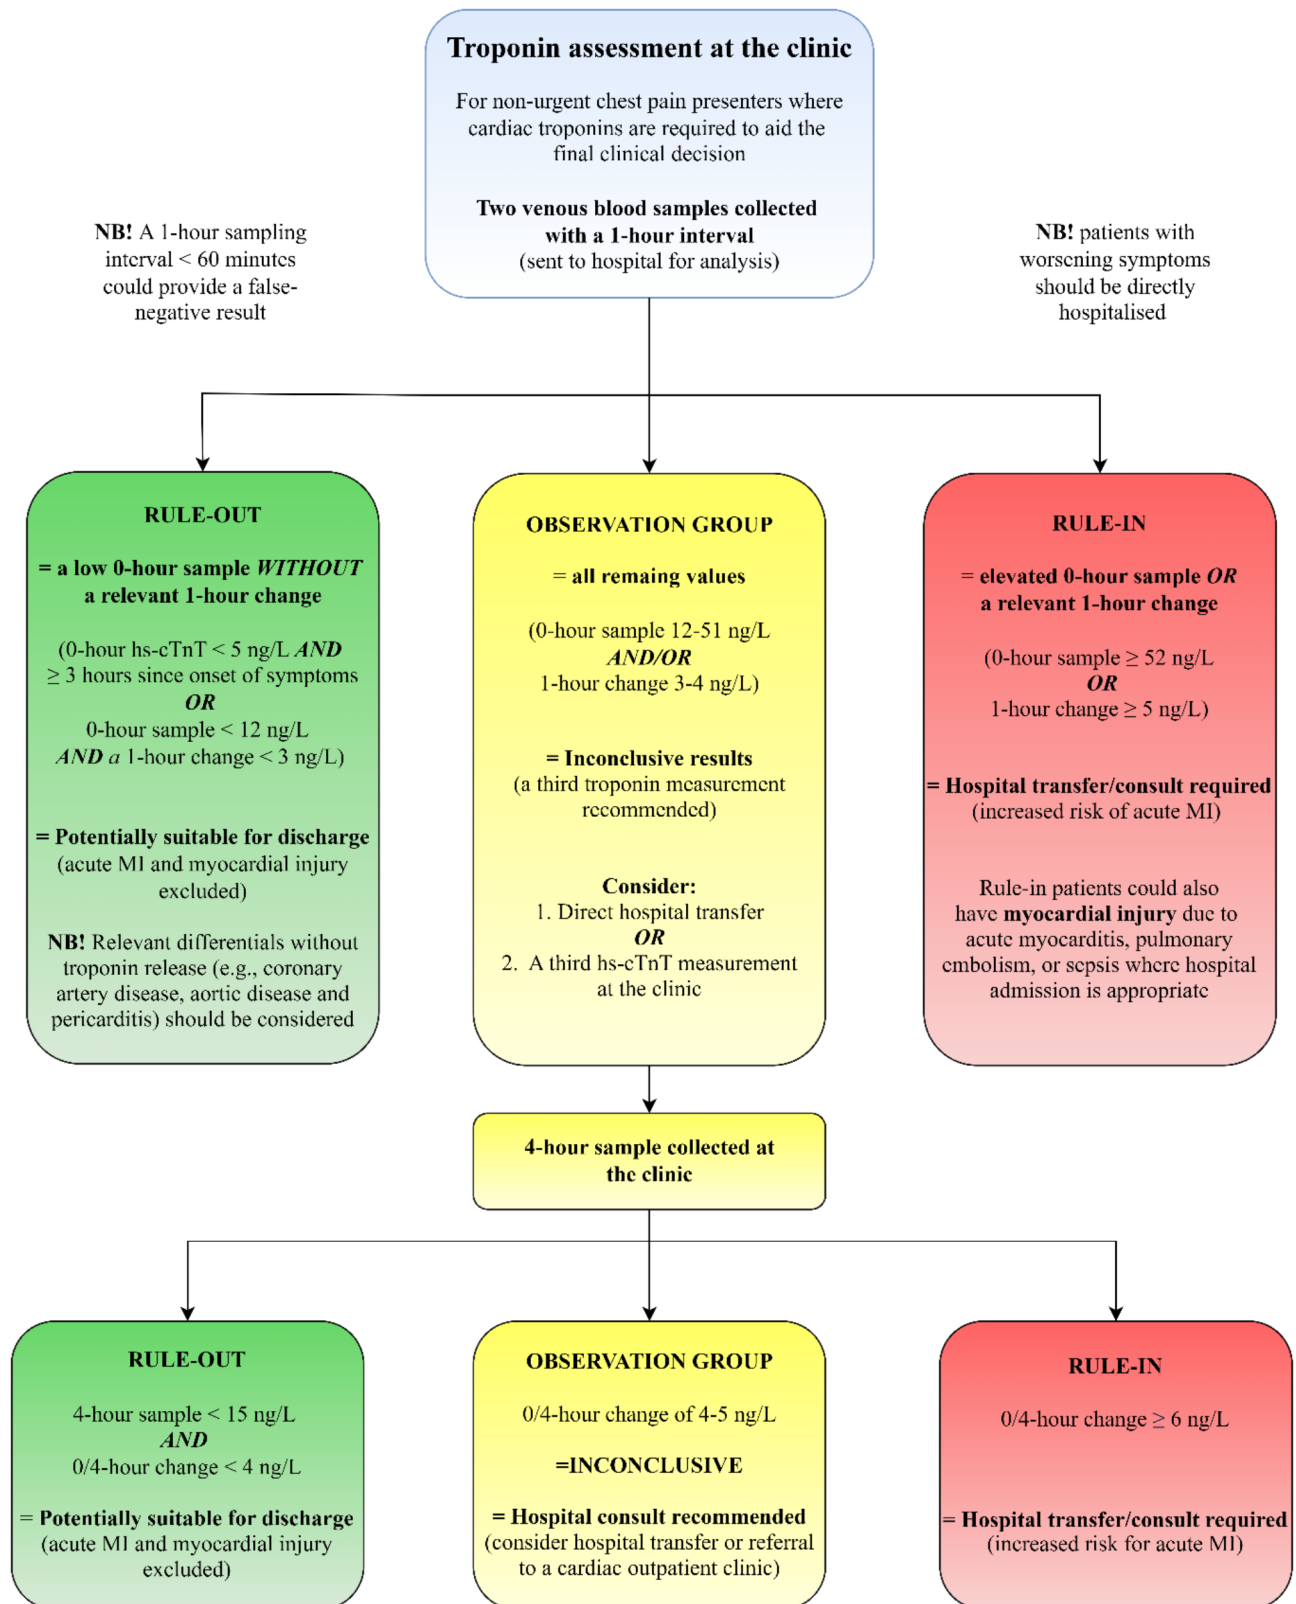 Troponin assessment at the clinic
For non-urgent chest pain presenters where
cardiac troponins are required to aid the
final clinical decision
Two venous blood samples collected
with a 1-hour interval
(sent to hospital for analysis)
NB! A 1-hour sampling
interval < 60 minutes
could provide a false-
negative result
NB! patients with
worsening symptoms
should be directly
hospitalised
RULE-OUT
= a low 0-hour sample WITHOUT
a relevant 1-hour change
(0-hour hs-cTnT < 5 ng/L AND
≥ 3 hours since onset of symptoms
OR
0-hour sample < 12 ng/L
AND a 1-hour change < 3 ng/L)
= Potentially suitable for discharge
(acute MI and myocardial injury
excluded)
NB! Relevant differentials without
troponin release (e.g., coronary
artery disease, aortic disease and
pericarditis) should be considered
OBSERVATION GROUP
= all remaing values
(0-hour sample 12-51 ng/L
AND/OR
1-hour change 3-4 ng/L)
= Inconclusive results
(a third troponin measurement
recommended)
Consider:
1. Direct hospital transfer
OR
2. A third hs-cTnT measurement
at the clinic
RULE-IN
= elevated 0-hour sample OR
a relevant 1-hour change
(0-hour sample ≥ 52 ng/L
OR
1-hour change ≥ 5 ng/L)
= Hospital transfer/consult required
(increased risk of acute MI)
Rule-in patients could also
have myocardial injury due to
acute myocarditis, pulmonary
embolism, or sepsis where hospital
admission is appropriate
4-hour sample collected at
the clinic
RULE-OUT
4-hour sample < 15 ng/L
AND
0/4-hour change < 4 ng/L
= Potentially suitable for discharge
(acute MI and myocardial injury
excluded)
OBSERVATION GROUP
0/4-hour change of 4-5 ng/L
=INCONCLUSIVE
= Hospital consult recommended
(consider hospital transfer or referral
to a cardiac outpatient clinic)
RULE-IN
0/4-hour change ≥ 6 ng/L
= Hospital transfer/consult required
(increased risk for acute MI)